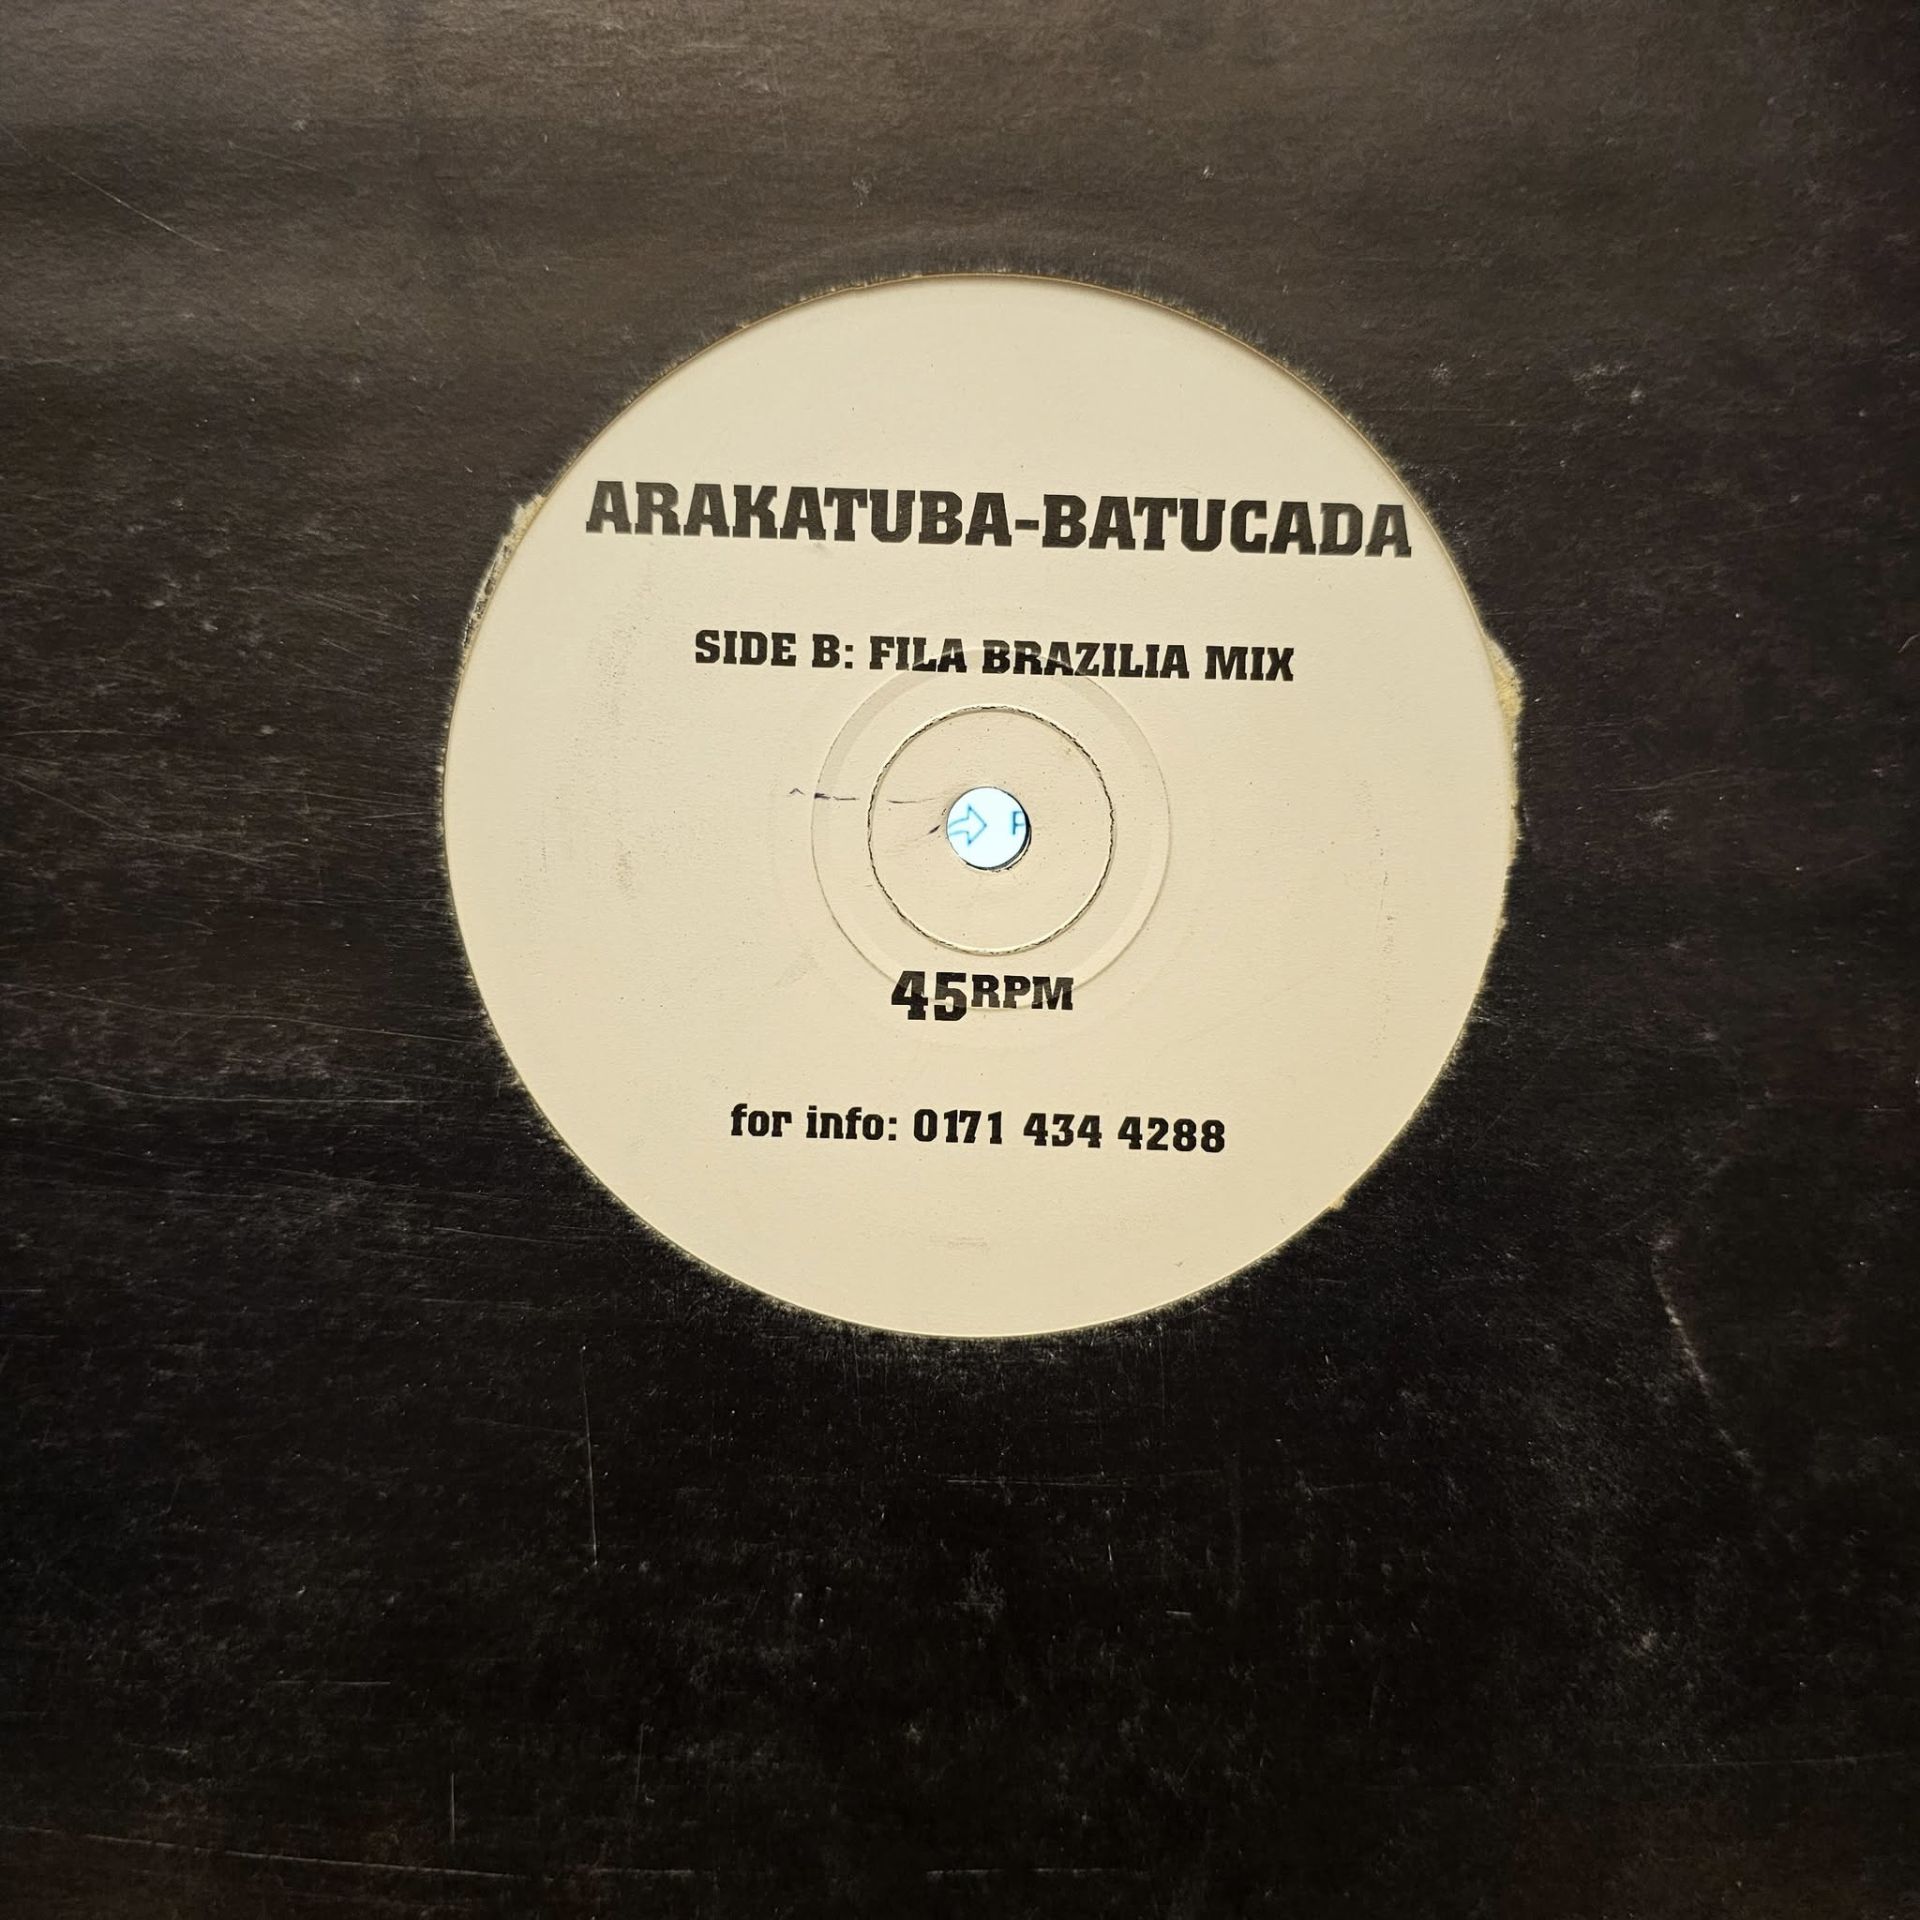 ARAKATUBA-BATUCADA
SIDE B: FILA BRAZILIA MIX
45RPM
for info: 0171 434 4288